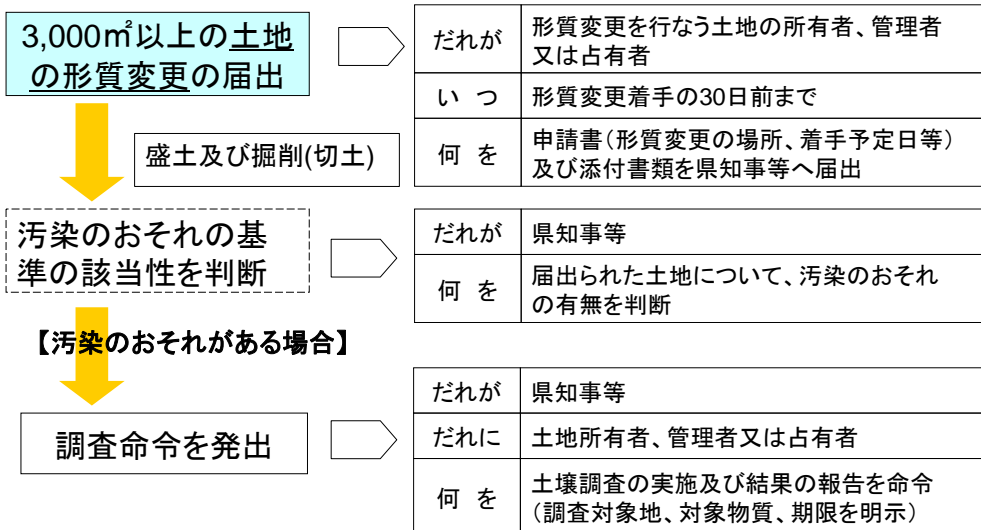 3,000㎡以上の土地
の形質変更の届出
だれが
形質変更を行なう土地の所有者、管理者
又は占有者
いつ
形質変更着手の30日前まで
何を
申請書(形質変更の場所、着手予定日等)
及び添付書類を県知事等へ届出
盛土及び掘削(切土)
汚染のおそれの基
準の該当性を判断
だれが
県知事等
何を
届出られた土地について、汚染のおそれ
の有無を判断
【汚染のおそれがある場合】
調査命令を発出
だれが
県知事等
だれに
土地所有者、管理者又は占有者
何を
土壌調査の実施及び結果の報告を命令
(調査対象地、対象物質、期限を明示)